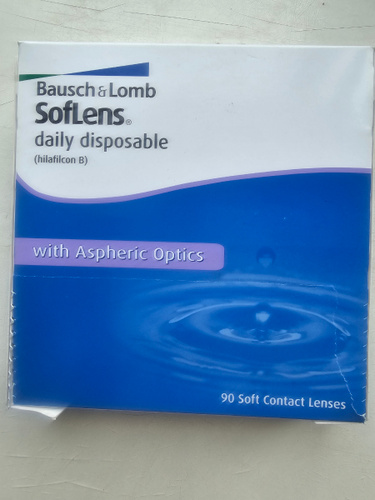 Bausch & Lomb
SofLens®
daily disposable
(hilafilcon B)
with Aspheric Optics
90 Soft Contact Lenses